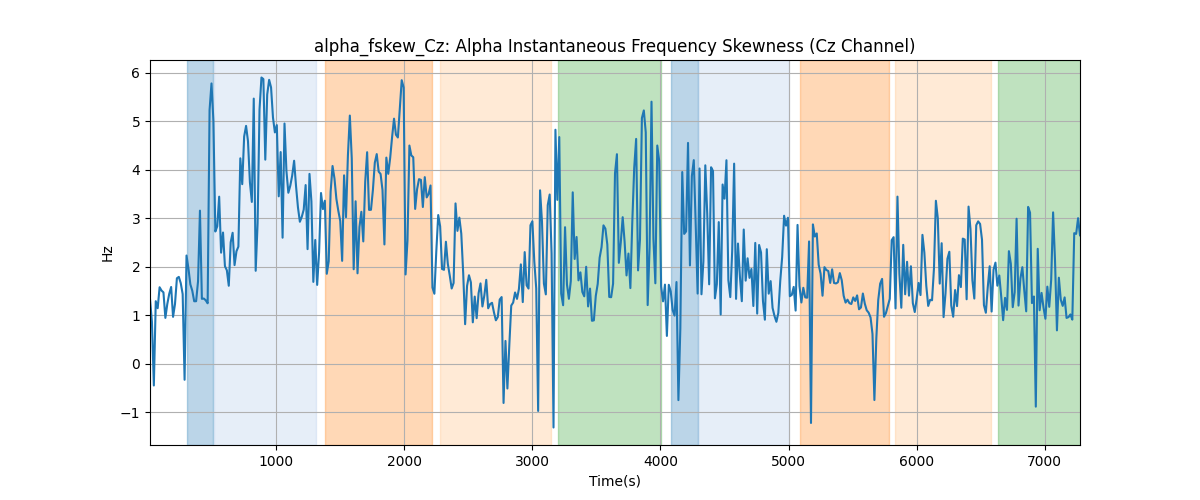 alpha_fskew_Cz: Alpha Instantaneous Frequency Skewness (Cz Channel)
6
5
4
3
2
1
0
−1
Hz
1000 2000 3000 4000 5000 6000 7000
Time(s)